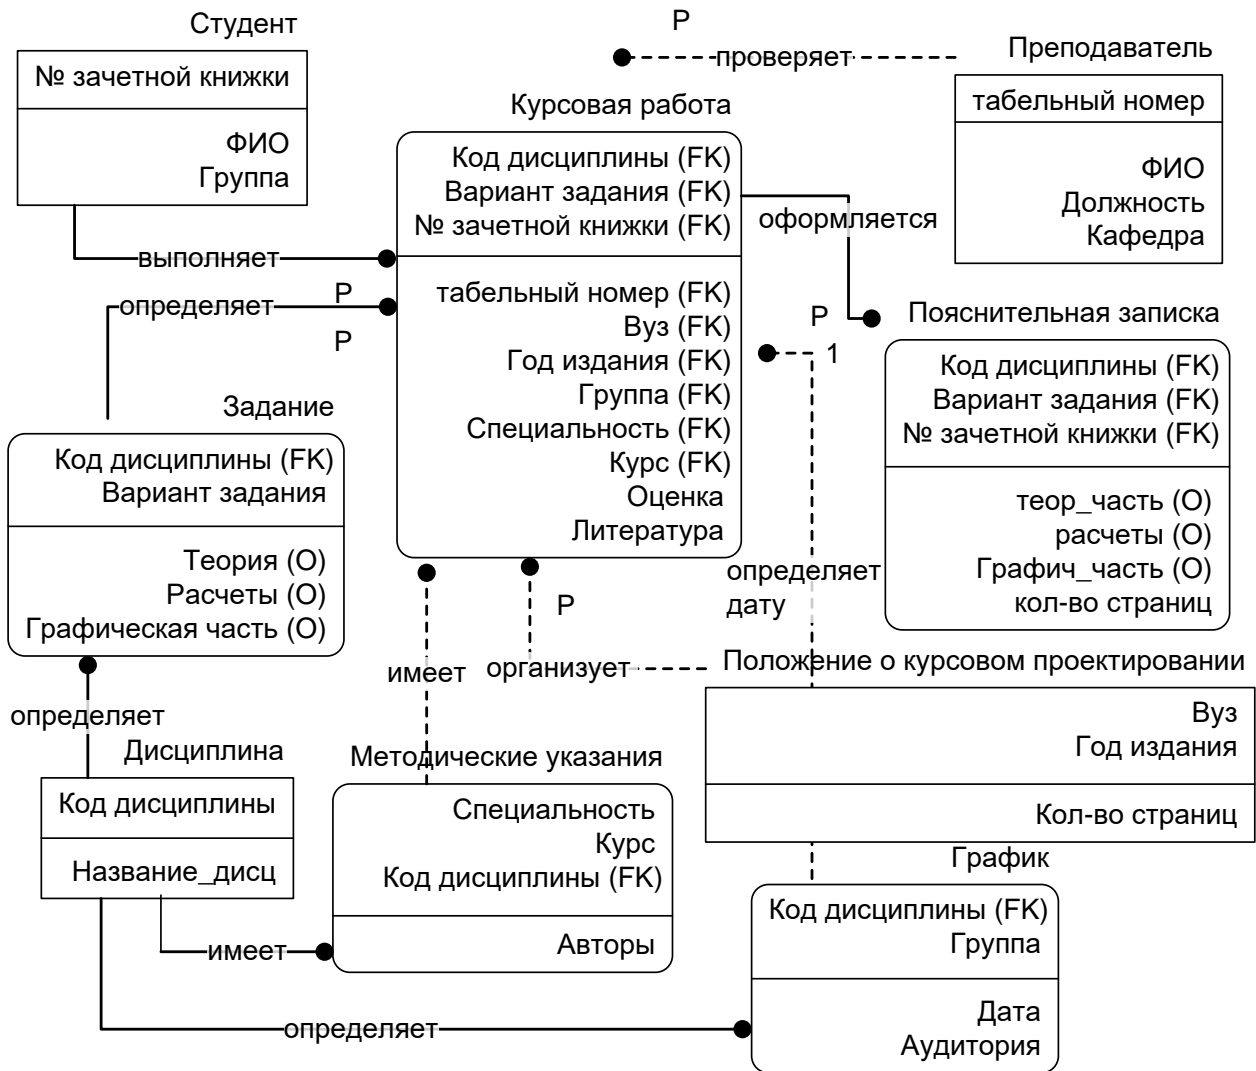 Студент
№ зачетной книжки
ФИО
Группа
P
проверяет
Преподаватель
табельный номер
ФИО
Должность
Кафедра
Курсовая работа
Код дисциплины (FK)
Вариант задания (FK)
№ зачетной книжки (FK)
табельный номер (FK)
Вуз (FK)
Год издания (FK)
Группа (FK)
Специальность (FK)
Курс (FK)
Оценка
Литература
выполняет
P
определяет
P
оформляется
P
1
Пояснительная записка
Код дисциплины (FK)
Вариант задания (FK)
№ зачетной книжки (FK)
теор_часть (O)
расчеты (O)
Графич_часть (O)
кол-во страниц
Задание
Код дисциплины (FK)
Вариант задания
Теория (O)
Расчеты (O)
Графическая часть (O)
определяет
дату
P
имеет
организует
Положение о курсовом проектировании
Вуз
Год издания
Кол-во страниц
определяет
Дисциплина
Код дисциплины
Название_дисц
Методические указания
Специальность
Курс
Код дисциплины (FK)
Авторы
имеет
График
Код дисциплины (FK)
Группа
Дата
Аудитория
определяет